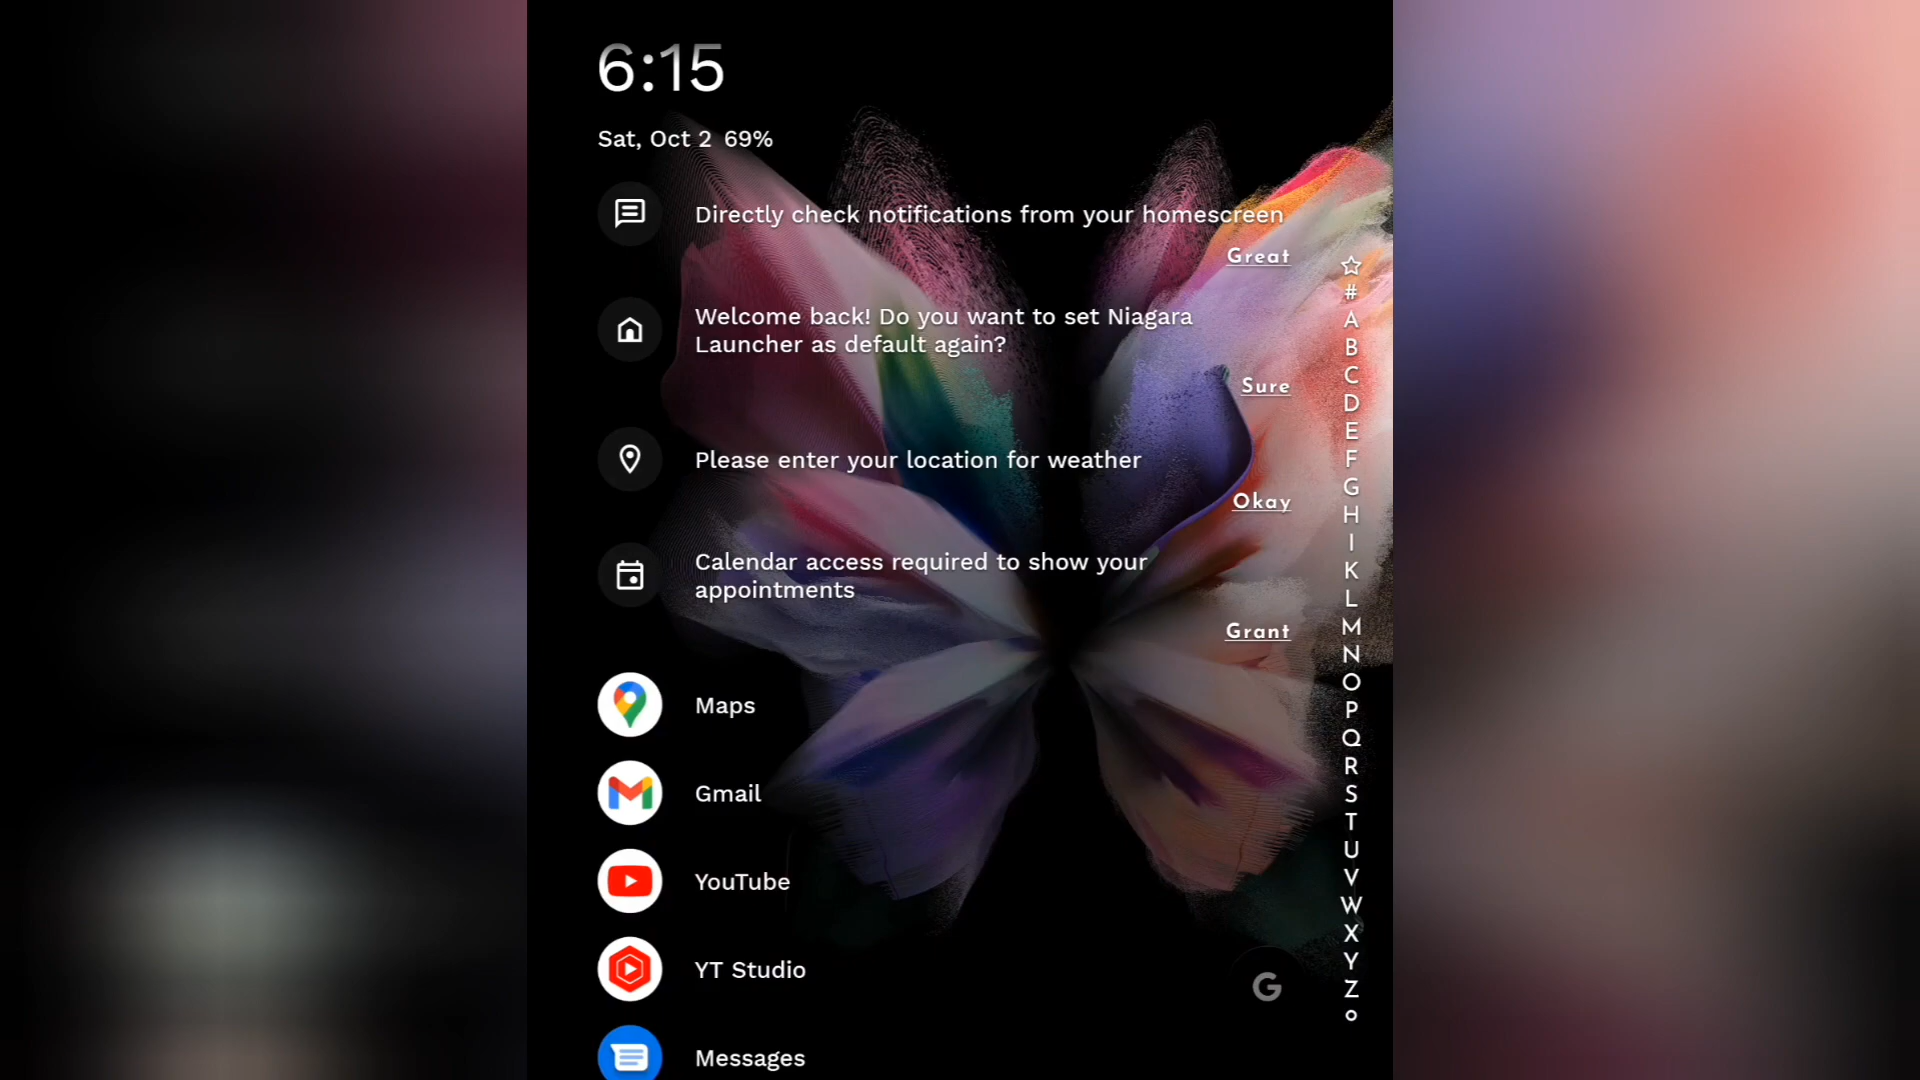 6:15
Sat, Oct 2 69%
Directly check notifications from your homescreen
Great
Welcome back! Do you want to set Niagara
Launcher as default again?
Sure
Please enter your location for weather
Okay
Calendar access required to show your
appointments
Grant
Maps
Gmail
YouTube
YT Studio
Messages
G
#
A
B
C
D
E
F
G
H
I
K
L
M
N
O
P
Q
R
S
T
U
V
W
X
Y
Z